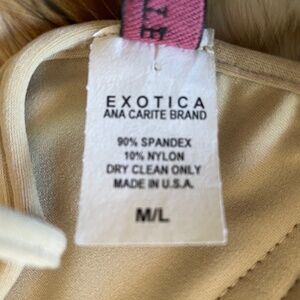 EXOTICA
ANA CARITE BRAND
90% SPANDEX
10% NYLON
DRY CLEAN ONLY
MADE IN U.S.A.
M/L